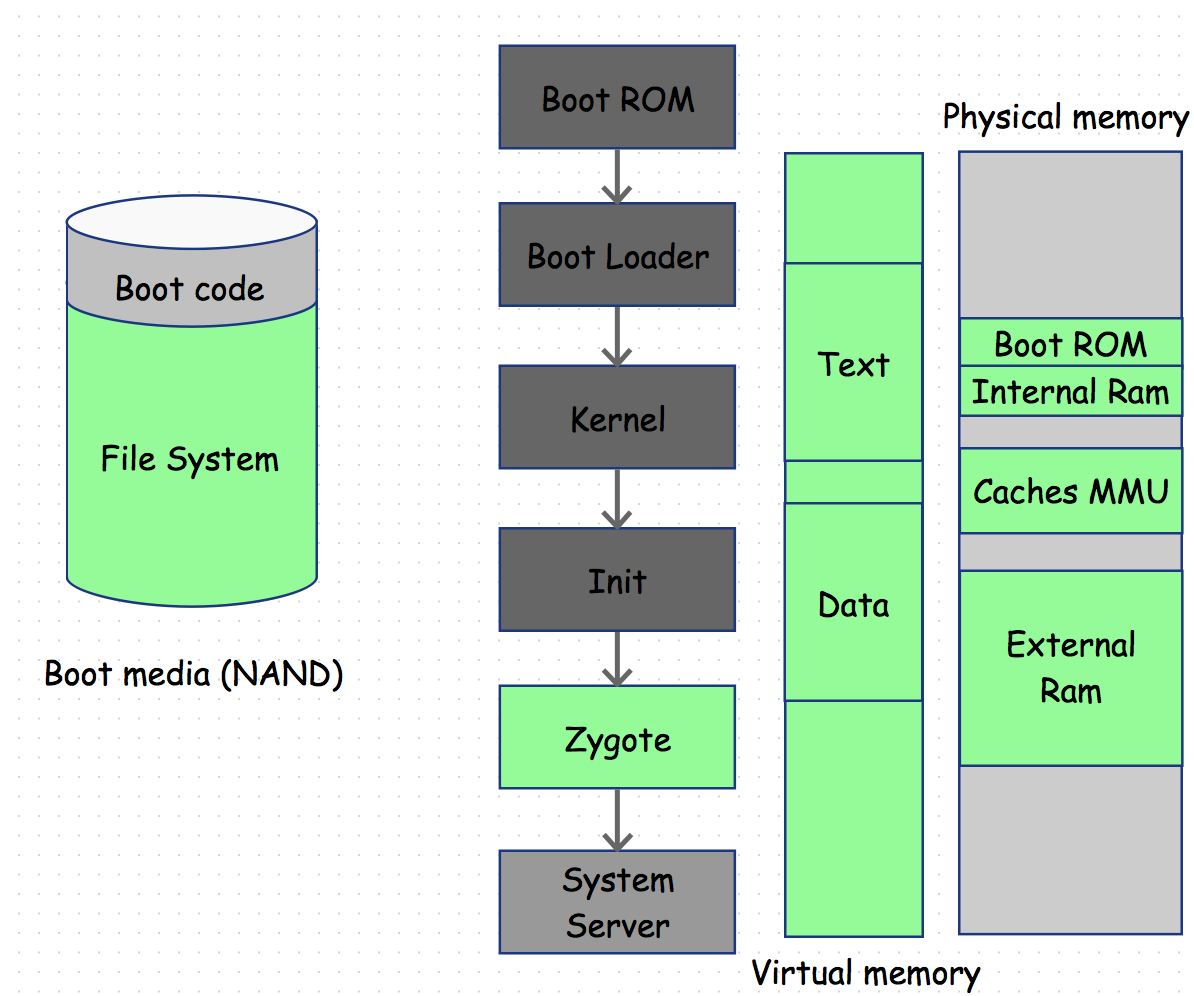 Boot code
File System
Boot media (NAND)
Boot ROM
Boot Loader
Kernel
Init
Zygote
System
Server
Text
Data
Virtual memory
Physical memory
Boot ROM
Internal Ram
Caches MMU
External
Ram